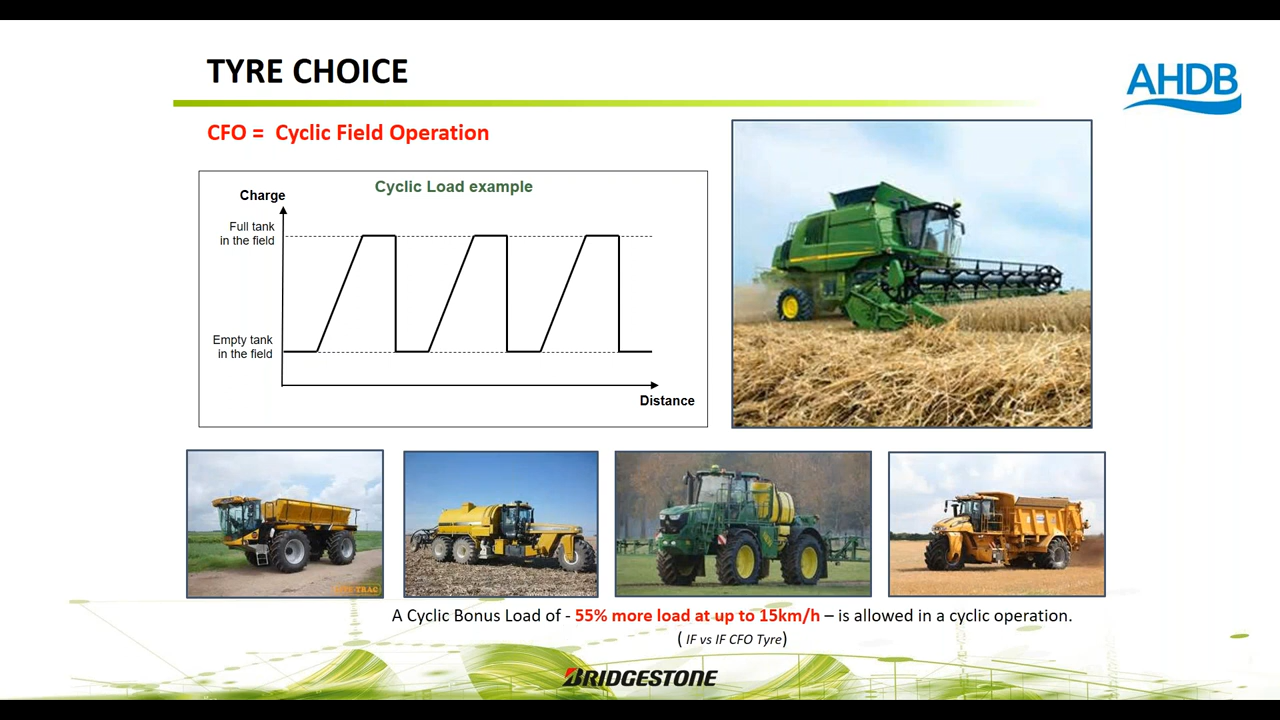 TYRE CHOICE
AHDB
CFO = Cyclic Field Operation
Cyclic Load example
Charge
Full tank
in the field
Empty tank
in the field
Distance
A Cyclic Bonus Load of - 55% more load at up to 15km/h – is allowed in a cyclic operation.
( IF vs IF CFO Tyre)
BRIDGESTONE